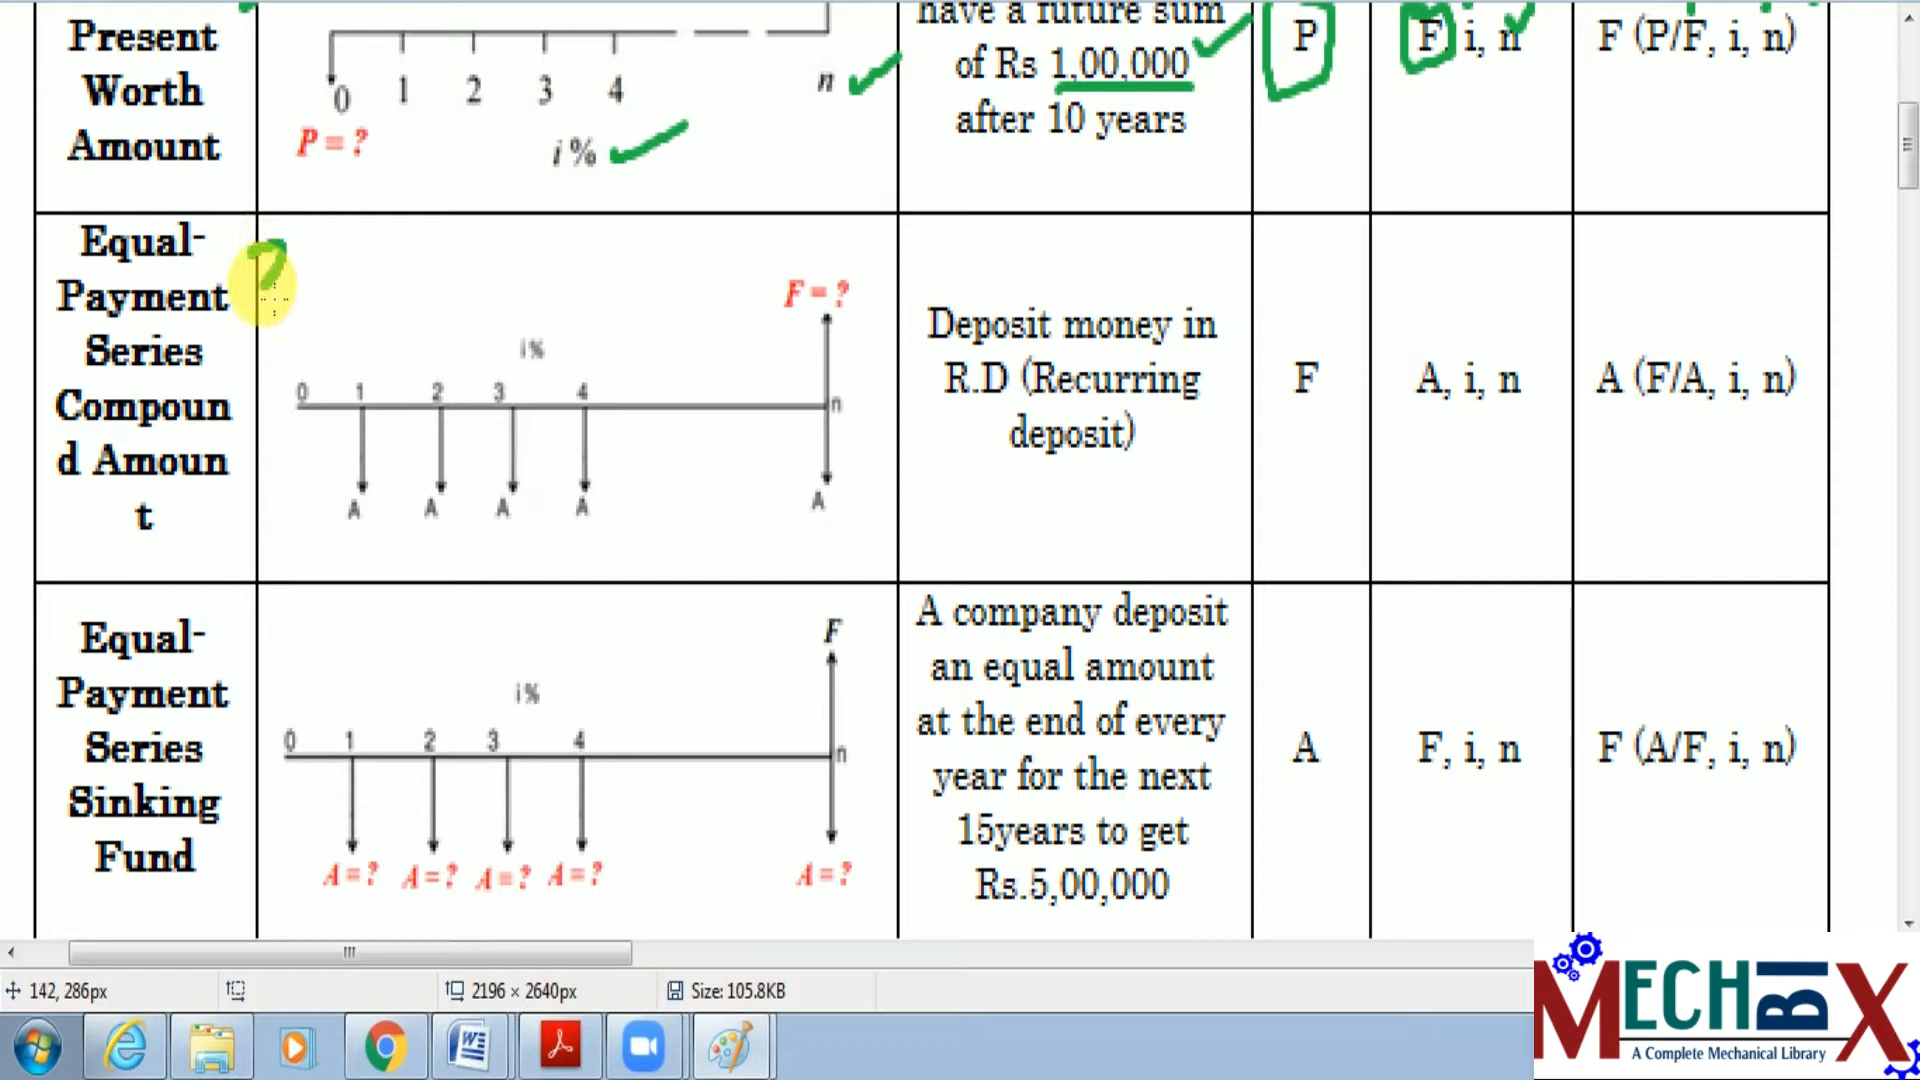 Present
Worth
Amount
0 1 2 3 4 n
P = ?
i %
have a future sum
of Rs 1,00,000
after 10 years
P
F i, n
F (P/F, i, n)
Equal-
Payment
Series
Compoun
d Amoun
t
F = ?
i %
0 1 2 3 4 n
A A A A A
Deposit money in
R.D (Recurring
deposit)
F
A, i, n
A (F/A, i, n)
Equal-
Payment
Series
Sinking
Fund
F
i %
0 1 2 3 4 n
A = ? A = ? A = ? A = ? A = ?
A company deposit
an equal amount
at the end of every
year for the next
15years to get
Rs.5,00,000
A
F, i, n
F (A/F, i, n)
142, 286px
2196 × 2640px
Size: 105.8KB
MECHBIX
A Complete Mechanical Library